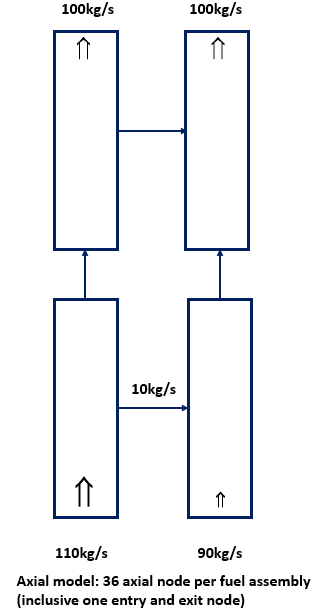 100kg/s 100kg/s
10kg/s
110kg/s 90kg/s
Axial model: 36 axial node per fuel assembly
(inclusive one entry and exit node)